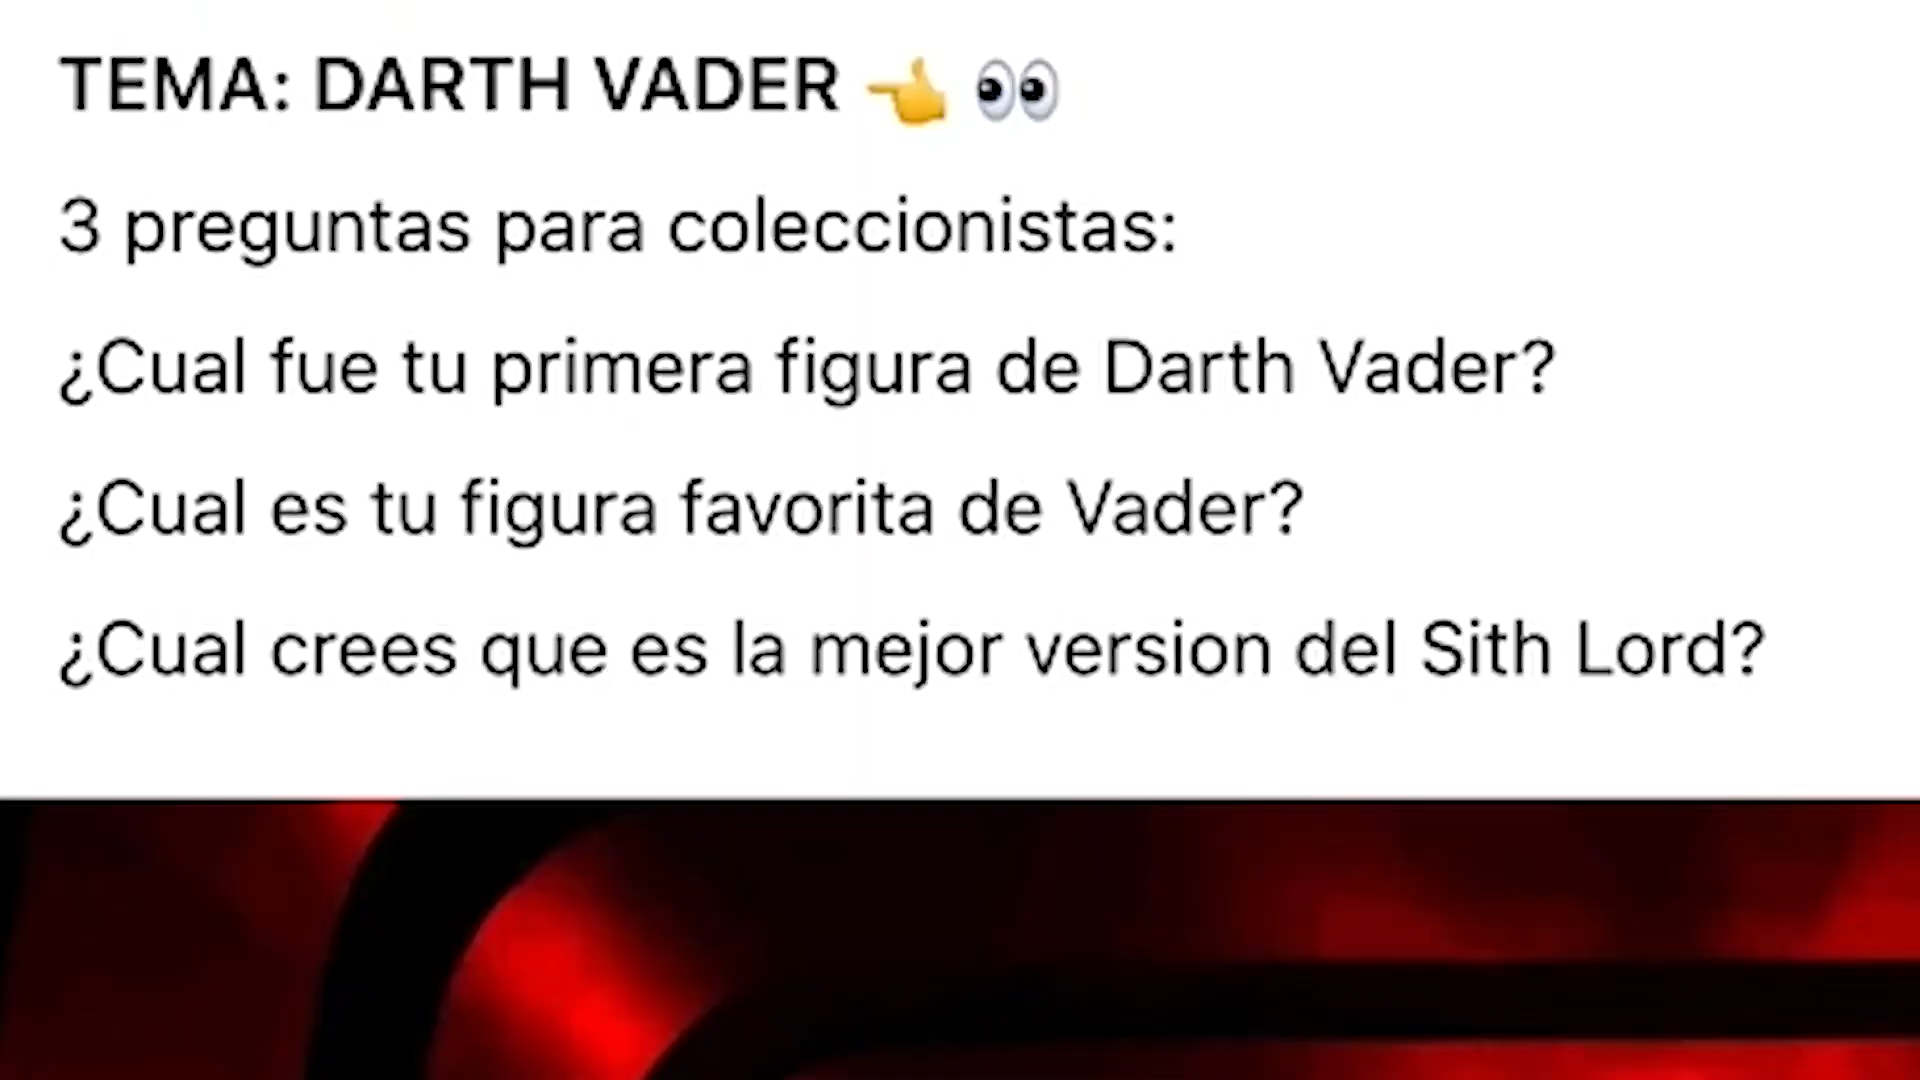 TEMA: DARTH VADER 👈 👀
3 preguntas para coleccionistas:
¿Cual fue tu primera figura de Darth Vader?
¿Cual es tu figura favorita de Vader?
¿Cual crees que es la mejor version del Sith Lord?